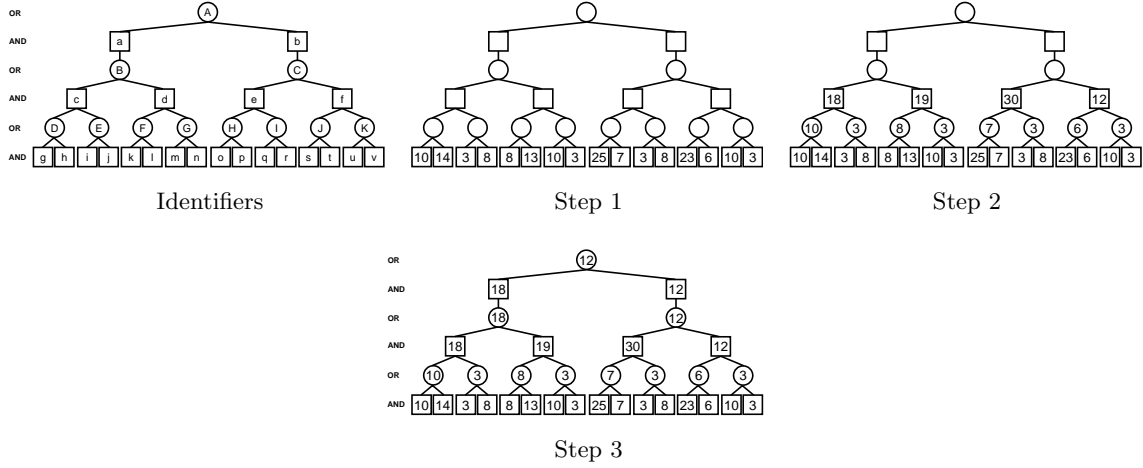 OR A
AND a b
OR B C
AND c d e f
OR D E F G H I J K
AND g h i j k l m n o p q r s t u v
Identifiers
10 14 3 8 8 13 10 3 25 7 3 8 23 6 10 3
Step 1
18 19 30 12
10 3 8 3 7 3 6 3
10 14 3 8 8 13 10 3 25 7 3 8 23 6 10 3
Step 2
OR 12
AND 18 12
OR 18 12
AND 18 19 30 12
OR 10 3 8 3 7 3 6 3
AND 10 14 3 8 8 13 10 3 25 7 3 8 23 6 10 3
Step 3